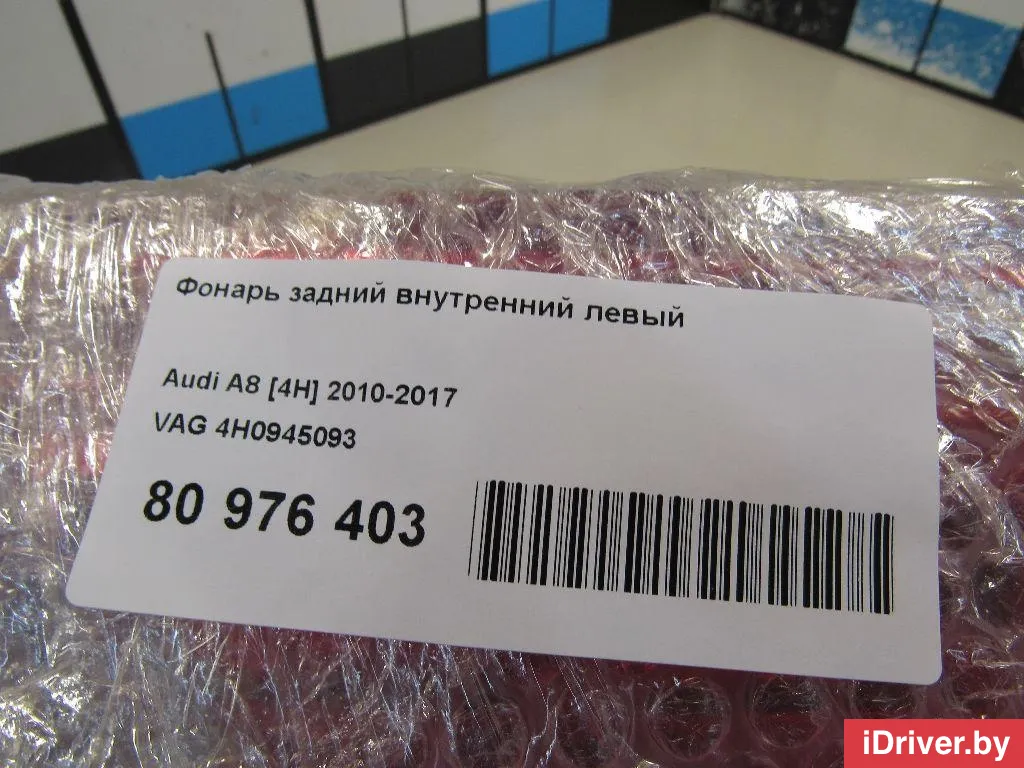 Фонарь задний внутренний левый
Audi A8 [4H] 2010-2017
VAG 4H0945093
80 976 403
iDriver.by